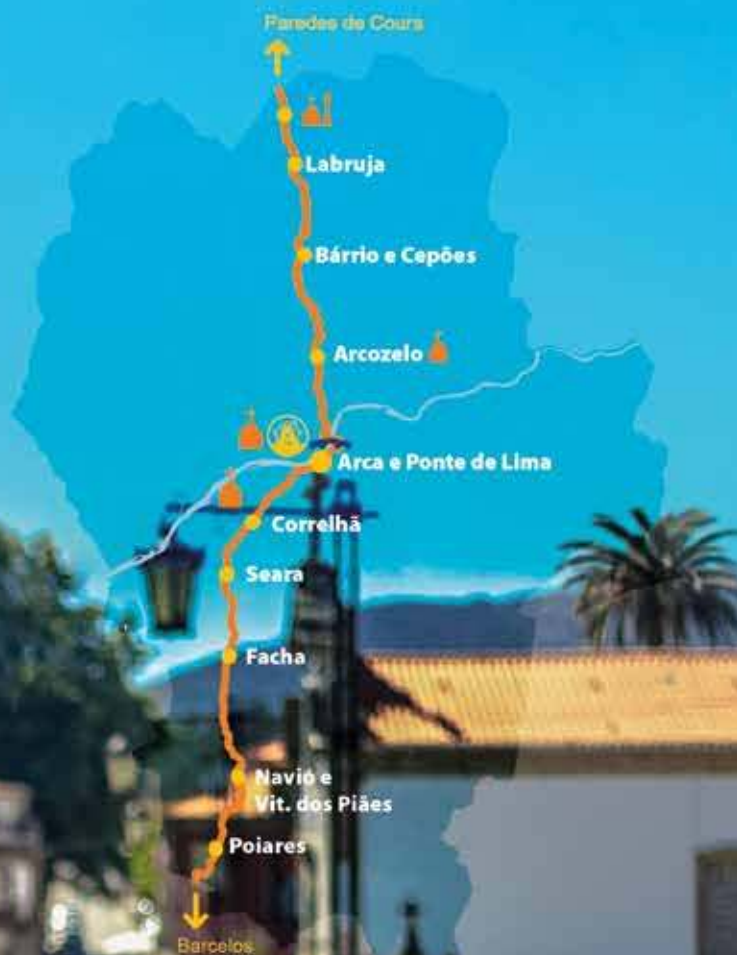 Paredes de Coura
Labruja
Bárrio e Cepões
Arcozelo
Arca e Ponte de Lima
Correlhã
Seara
Facha
Navió e
Vit. dos Piães
Poiares
Barcelos